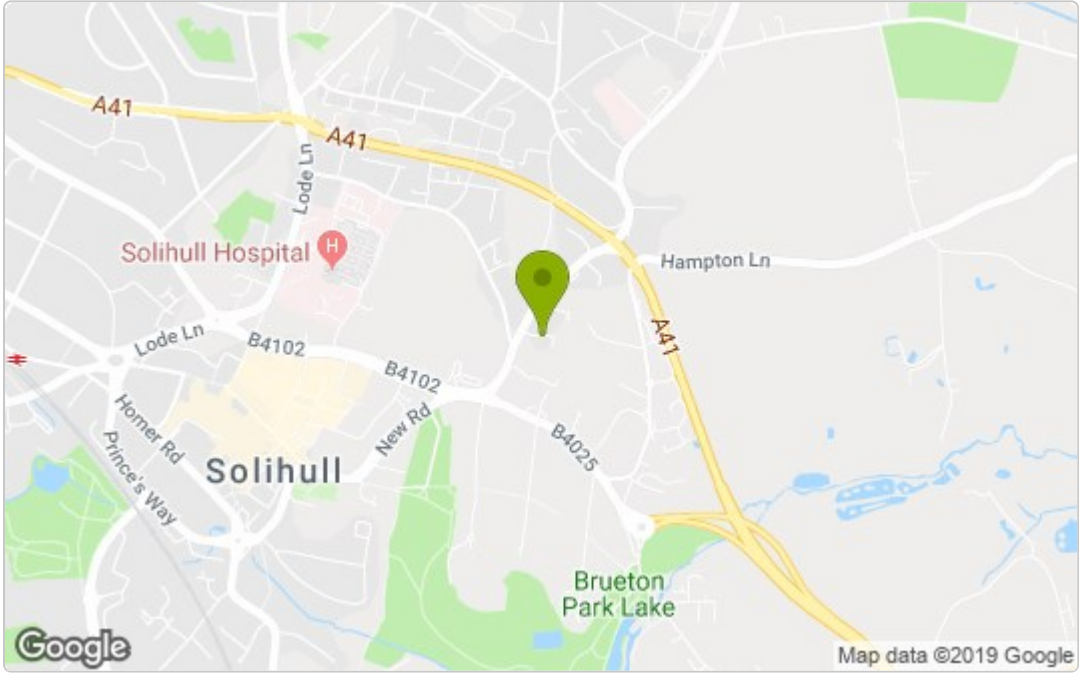 A41
A41
Lode Ln
Solihull Hospital
H
Hampton Ln
A41
Lode Ln
B4102
B4102
Homer Rd
New Rd
B4025
Solihull
Prince's Way
Brueton
Park Lake
Google
Map data ©2019 Google